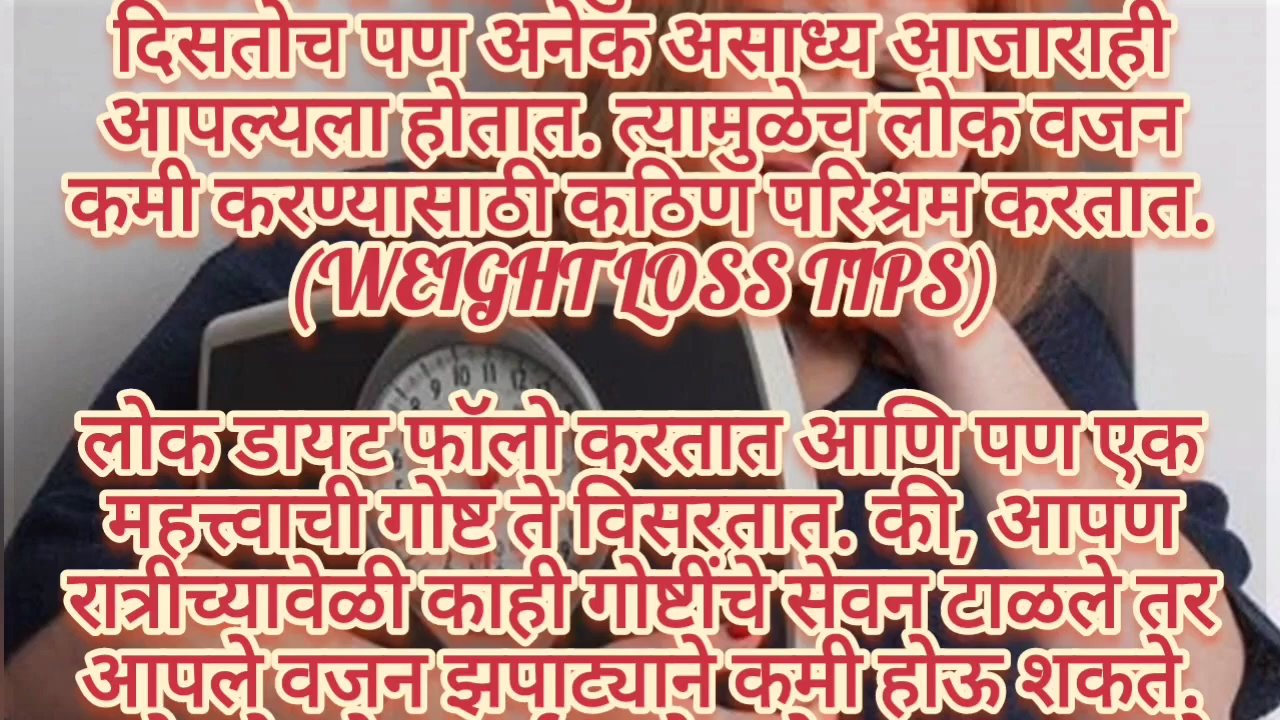 दिसतोच पण अनेक असाध्य आजाराही
आपल्यला होतात. त्यामुळेच लोक वजन
कमी करण्यासाठी कठिण परिश्रम करतात.
(WEIGHT LOSS TIPS)
लोक डायट फॉलो करतात आणि पण एक
महत्त्वाची गोष्ट ते विसरतात. की, आपण
रात्रीच्यावेळी काही गोष्टींचे सेवन टाळले तर
आपले वजन झपाट्याने कमी होऊ शकते.